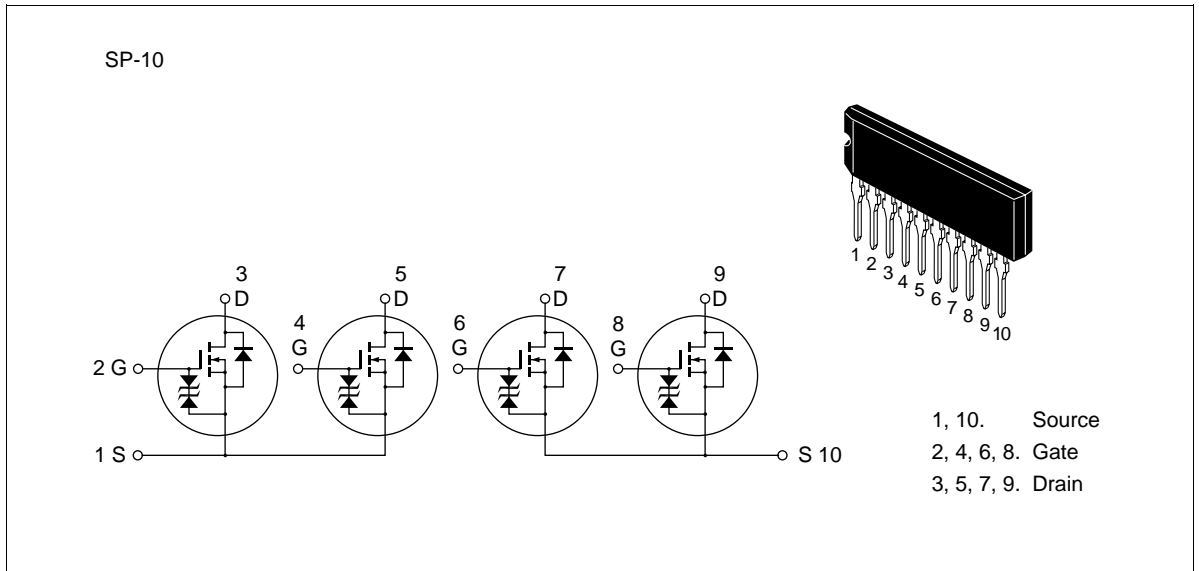 SP-10
1
2
3
4
5
6
7
8
9
10
3
D
5
D
7
D
9
D
4
G
6
G
8
G
2 G
1 S
S 10
1, 10. Source
2, 4, 6, 8. Gate
3, 5, 7, 9. Drain